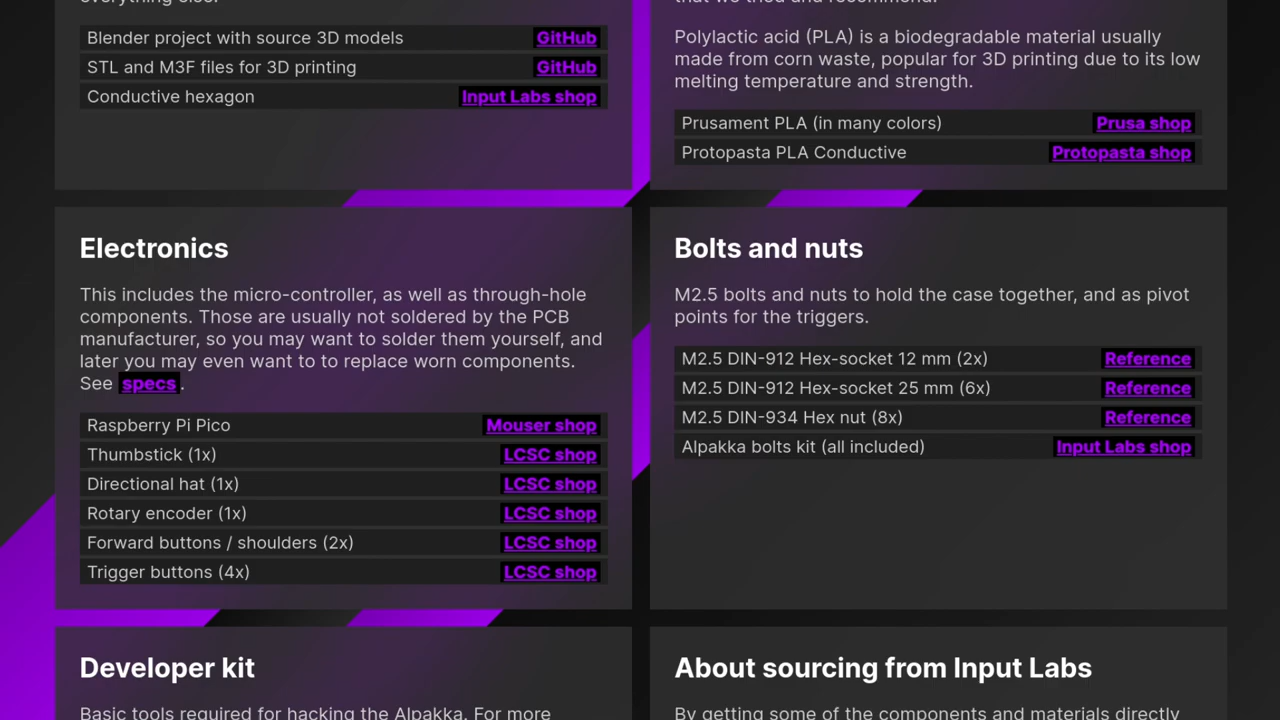 everything else.
Blender project with source 3D models GitHub
STL and M3F files for 3D printing GitHub
Conductive hexagon Input Labs shop
that we tried and recommend.
Polylactic acid (PLA) is a biodegradable material usually
made from corn waste, popular for 3D printing due to its low
melting temperature and strength.
Prusament PLA (in many colors) Prusa shop
Protopasta PLA Conductive Protopasta shop
Electronics
This includes the micro-controller, as well as through-hole
components. Those are usually not soldered by the PCB
manufacturer, so you may want to solder them yourself, and
later you may even want to to replace worn components.
See specs.
Raspberry Pi Pico Mouser shop
Thumbstick (1x) LCSC shop
Directional hat (1x) LCSC shop
Rotary encoder (1x) LCSC shop
Forward buttons / shoulders (2x) LCSC shop
Trigger buttons (4x) LCSC shop
Bolts and nuts
M2.5 bolts and nuts to hold the case together, and as pivot
points for the triggers.
M2.5 DIN-912 Hex-socket 12 mm (2x) Reference
M2.5 DIN-912 Hex-socket 25 mm (6x) Reference
M2.5 DIN-934 Hex nut (8x) Reference
Alpakka bolts kit (all included) Input Labs shop
Developer kit
Basic tools required for hacking the Alpakka. For more
About sourcing from Input Labs
By getting some of the components and materials directly